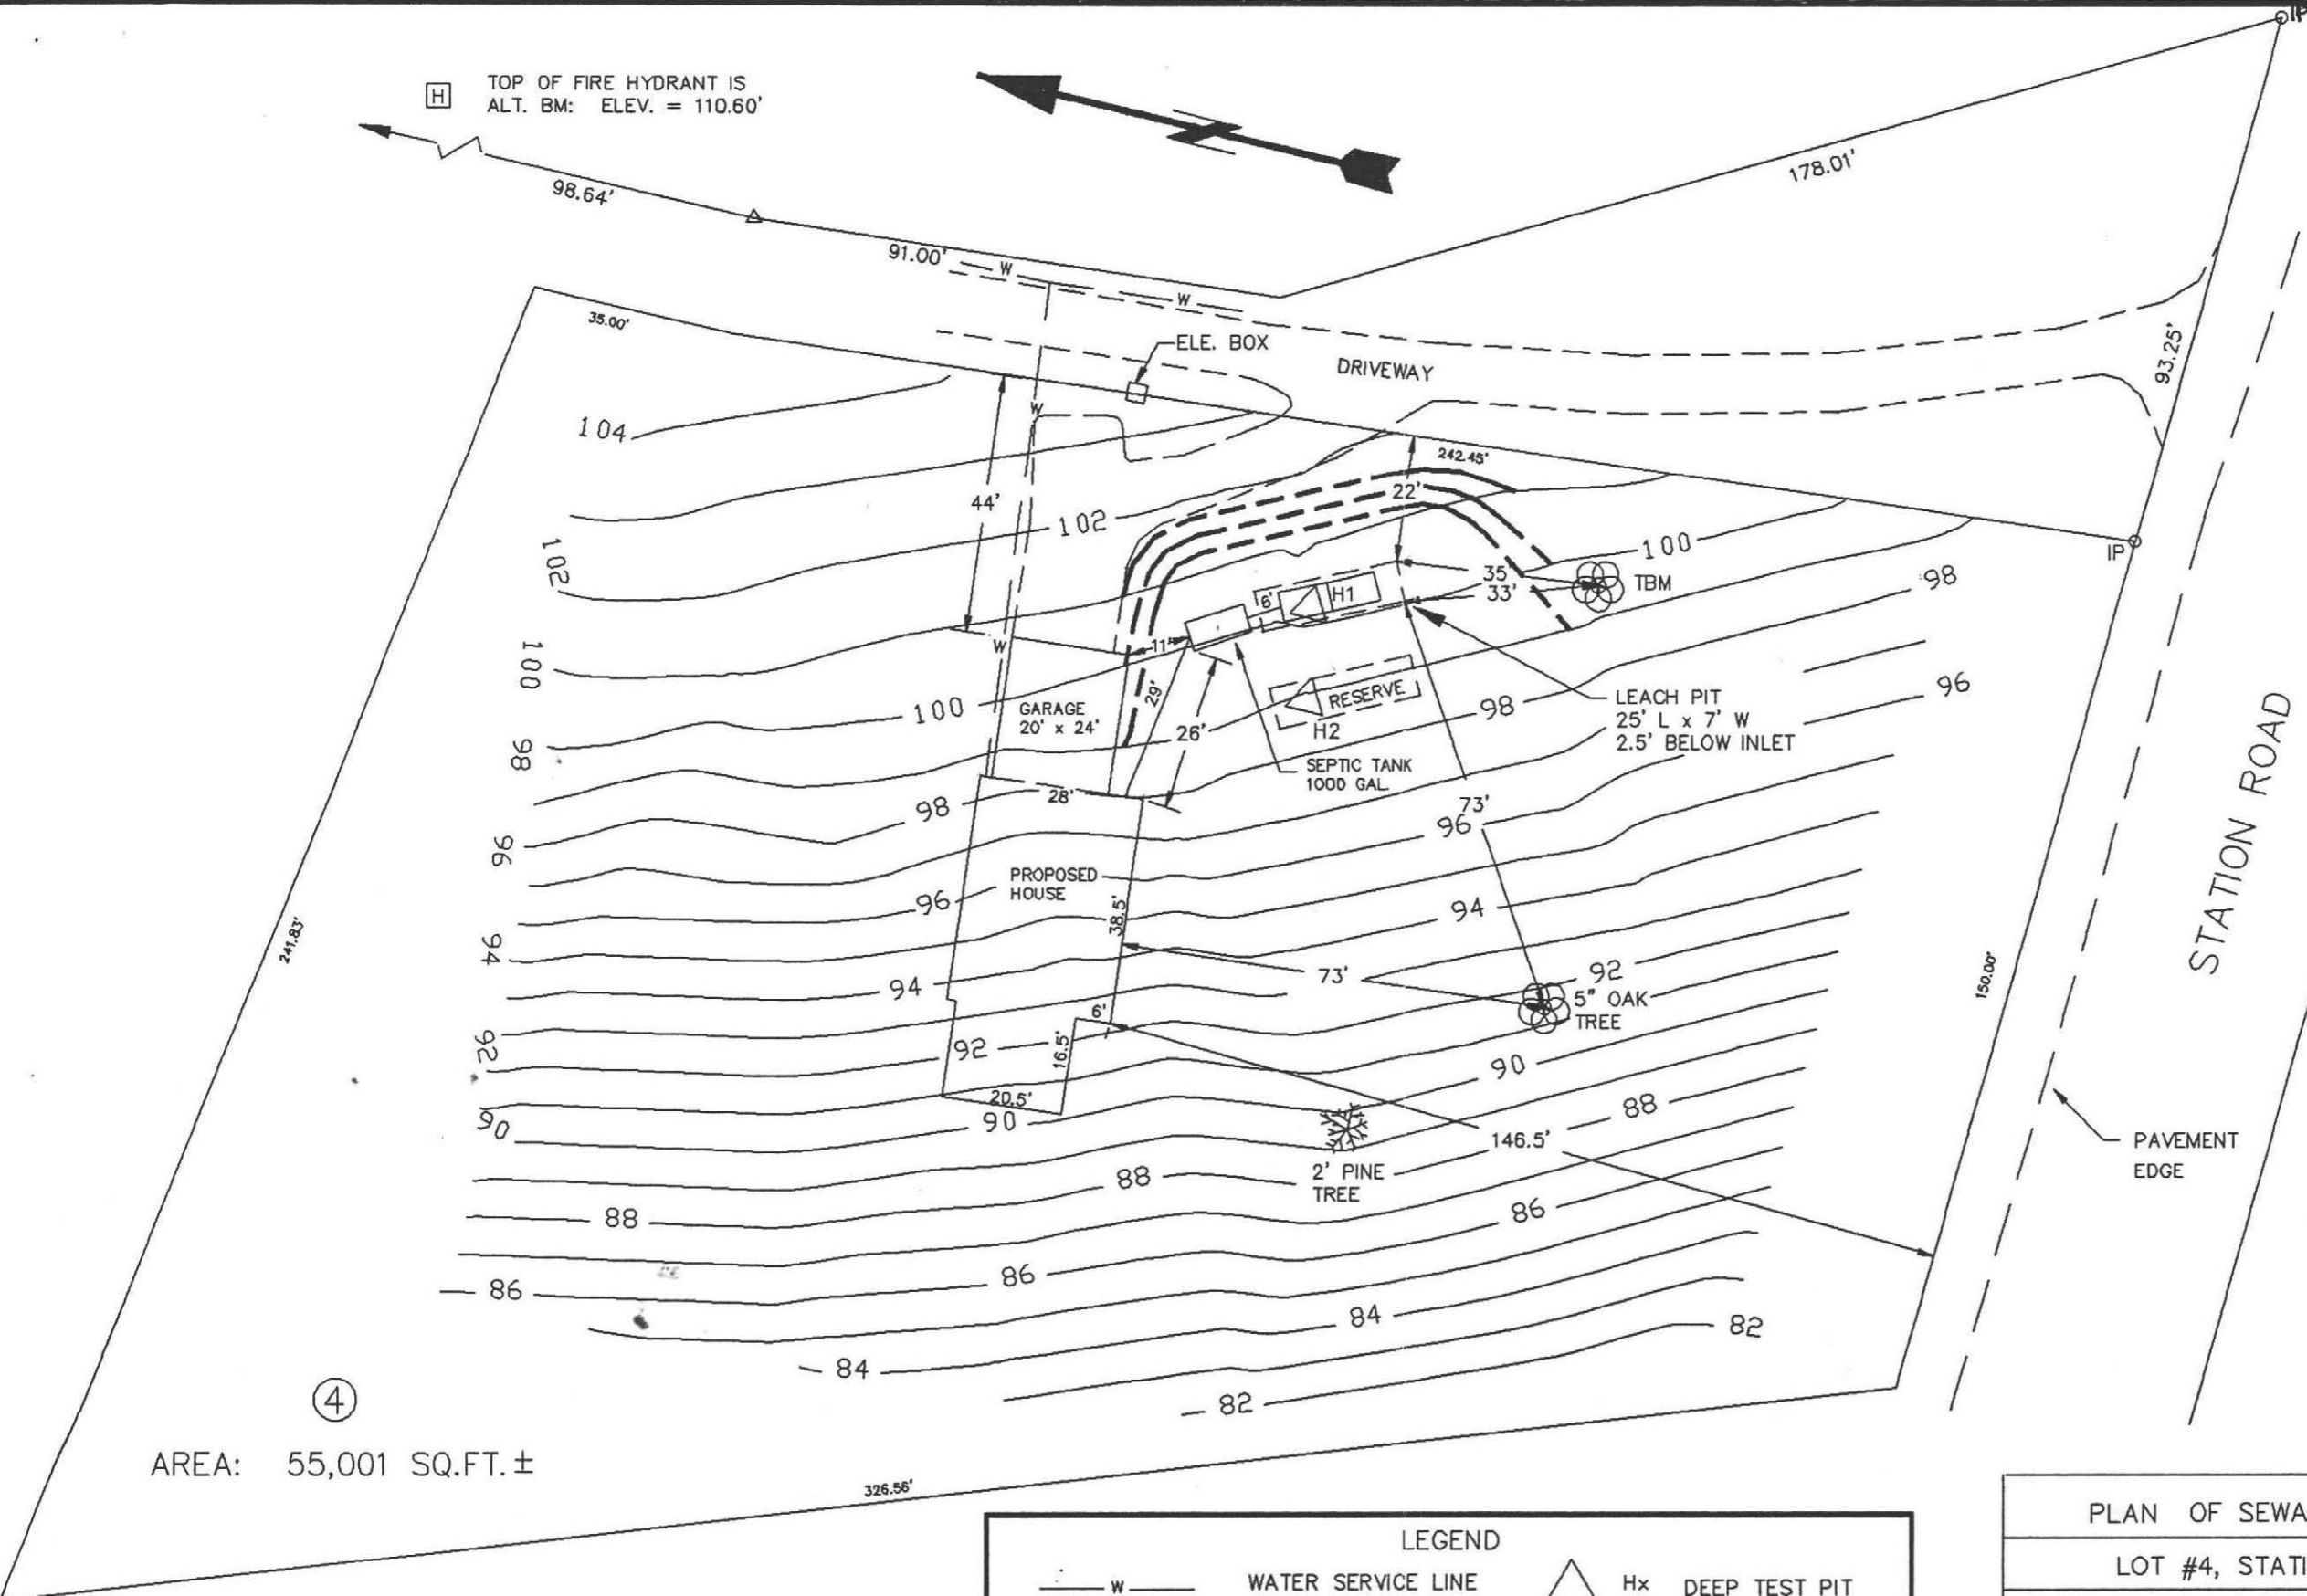 IP
H
TOP OF FIRE HYDRANT IS
ALT. BM: ELEV. = 110.60'
98.64'
178.01'
91.00'
W
W
35.00'
ELE. BOX
DRIVEWAY
93.25'
104
W
242.45'
44'
22'
102
102
100
IP
35'
TBM
33'
98
6'
H1
W
11'
100
29'
RESERVE
96
LEACH PIT
25' L x 7' W
2.5' BELOW INLET
100
GARAGE
20' x 24'
98
26'
H2
98
SEPTIC TANK
1000 GAL.
28'
98
73'
96
96
STATION ROAD
PROPOSED
HOUSE
96
38.5'
94
241.83'
94
73'
92
150.00'
94
5" OAK
TREE
6'
92
92
16.5'
90
20.5'
90
90
88
146.5'
PAVEMENT
EDGE
2' PINE
TREE
88
88
86
86
86
84
82
84
82
4
AREA: 55,001 SQ.FT.±
326.56'
LEGEND
W WATER SERVICE LINE
Hx DEEP TEST PIT
PLAN OF SEWA
LOT #4, STATI